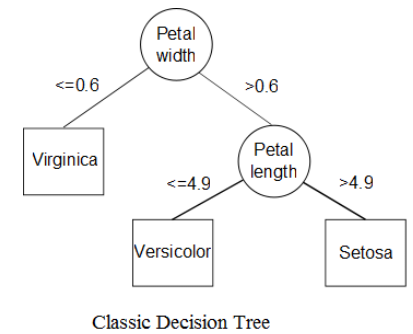 Petal
width
<=0.6
>0.6
Virginica
Petal
length
<=4.9
>4.9
Versicolor
Setosa
Classic Decision Tree